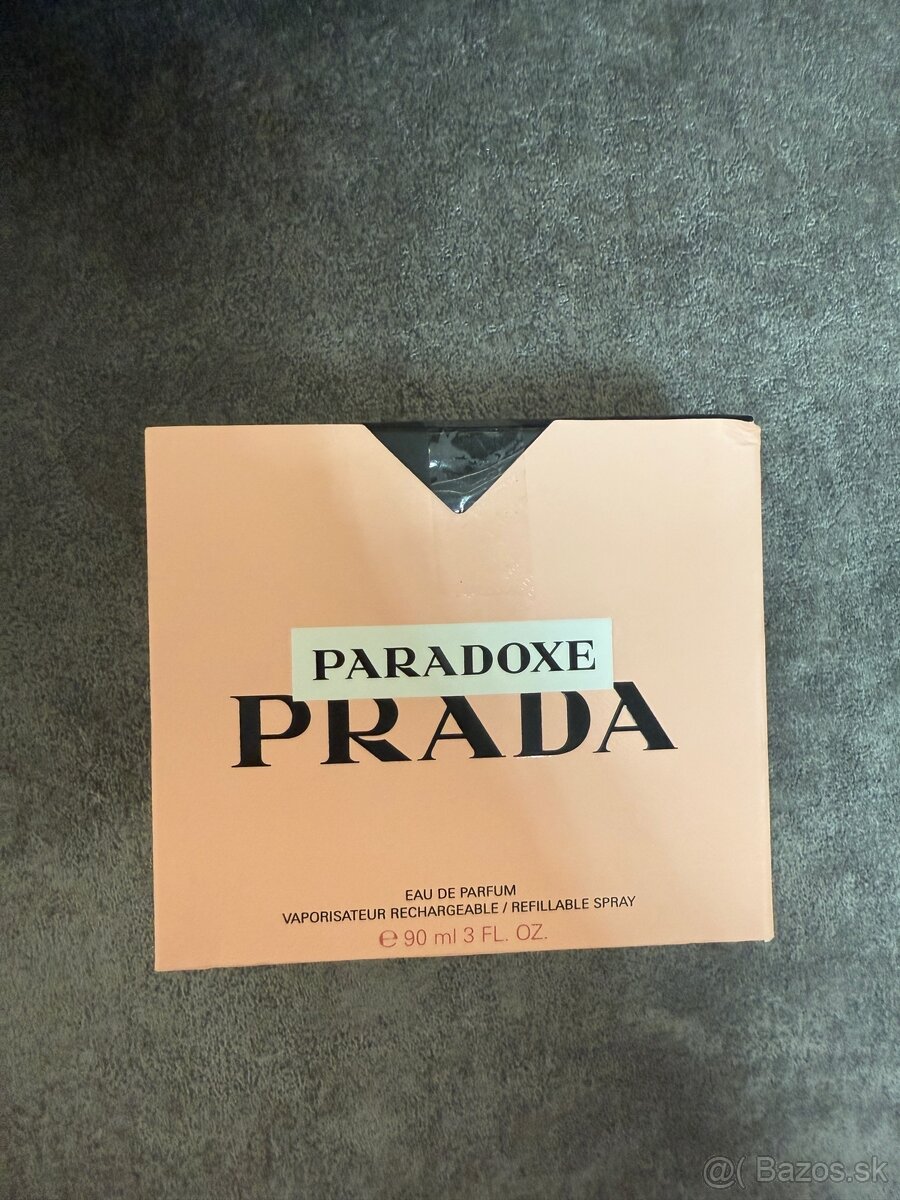 PARADOXE
PRADA
EAU DE PARFUM
VAPORISATEUR RECHARGEABLE / REFILLABLE SPRAY
℮ 90 ml 3 FL. OZ.
@( Bazos.sk